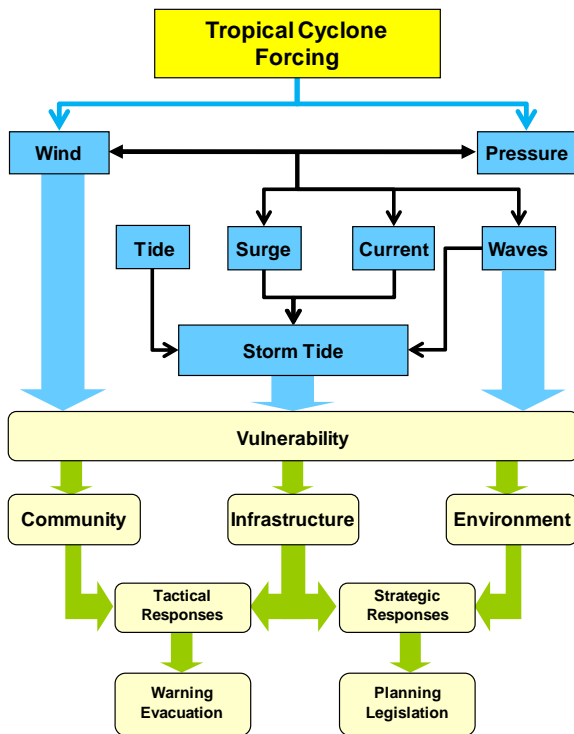 Tropical Cyclone
Forcing
Wind
Pressure
Tide
Surge
Current
Waves
Storm Tide
Vulnerability
Community
Infrastructure
Environment
Tactical
Responses
Strategic
Responses
Warning
Evacuation
Planning
Legislation